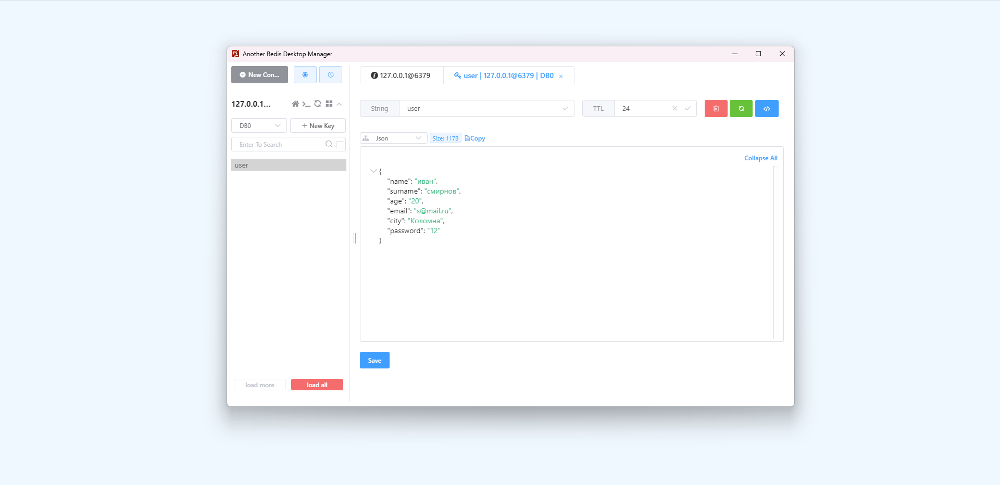 Another Redis Desktop Manager
New Con...
127.0.0.1...
DB0
New Key
Enter To Search
user
load more
load all
127.0.0.1@6379
user | 127.0.0.1@6379 | DB0
String
user
TTL
24
Json
Size: 117B
Copy
Collapse All
{
"name": "иван",
"surname": "смирнов",
"age": "20",
"email": "s@mail.ru",
"city": "Коломна",
"password": "12"
}
Save